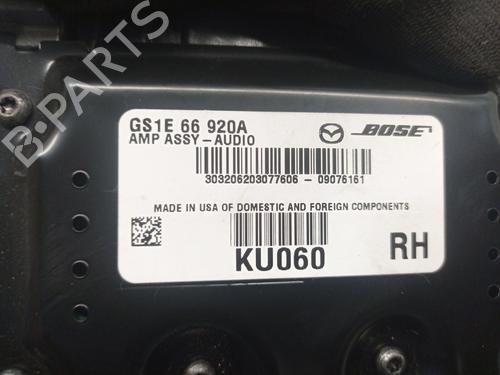 B-PARTS
GS1E 66 920A
AMP ASSY-AUDIO
BOSE
303206203077606 - 09076161
MADE IN USA OF DOMESTIC AND FOREIGN COMPONENTS
KU060
RH